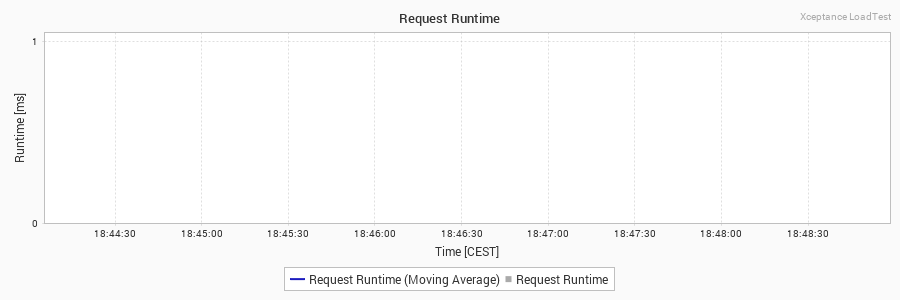 Request Runtime
Xceptance LoadTest
1
Runtime [ms]
0
18:44:30 18:45:00 18:45:30 18:46:00 18:46:30 18:47:00 18:47:30 18:48:00 18:48:30
Time [CEST]
Request Runtime (Moving Average) Request Runtime